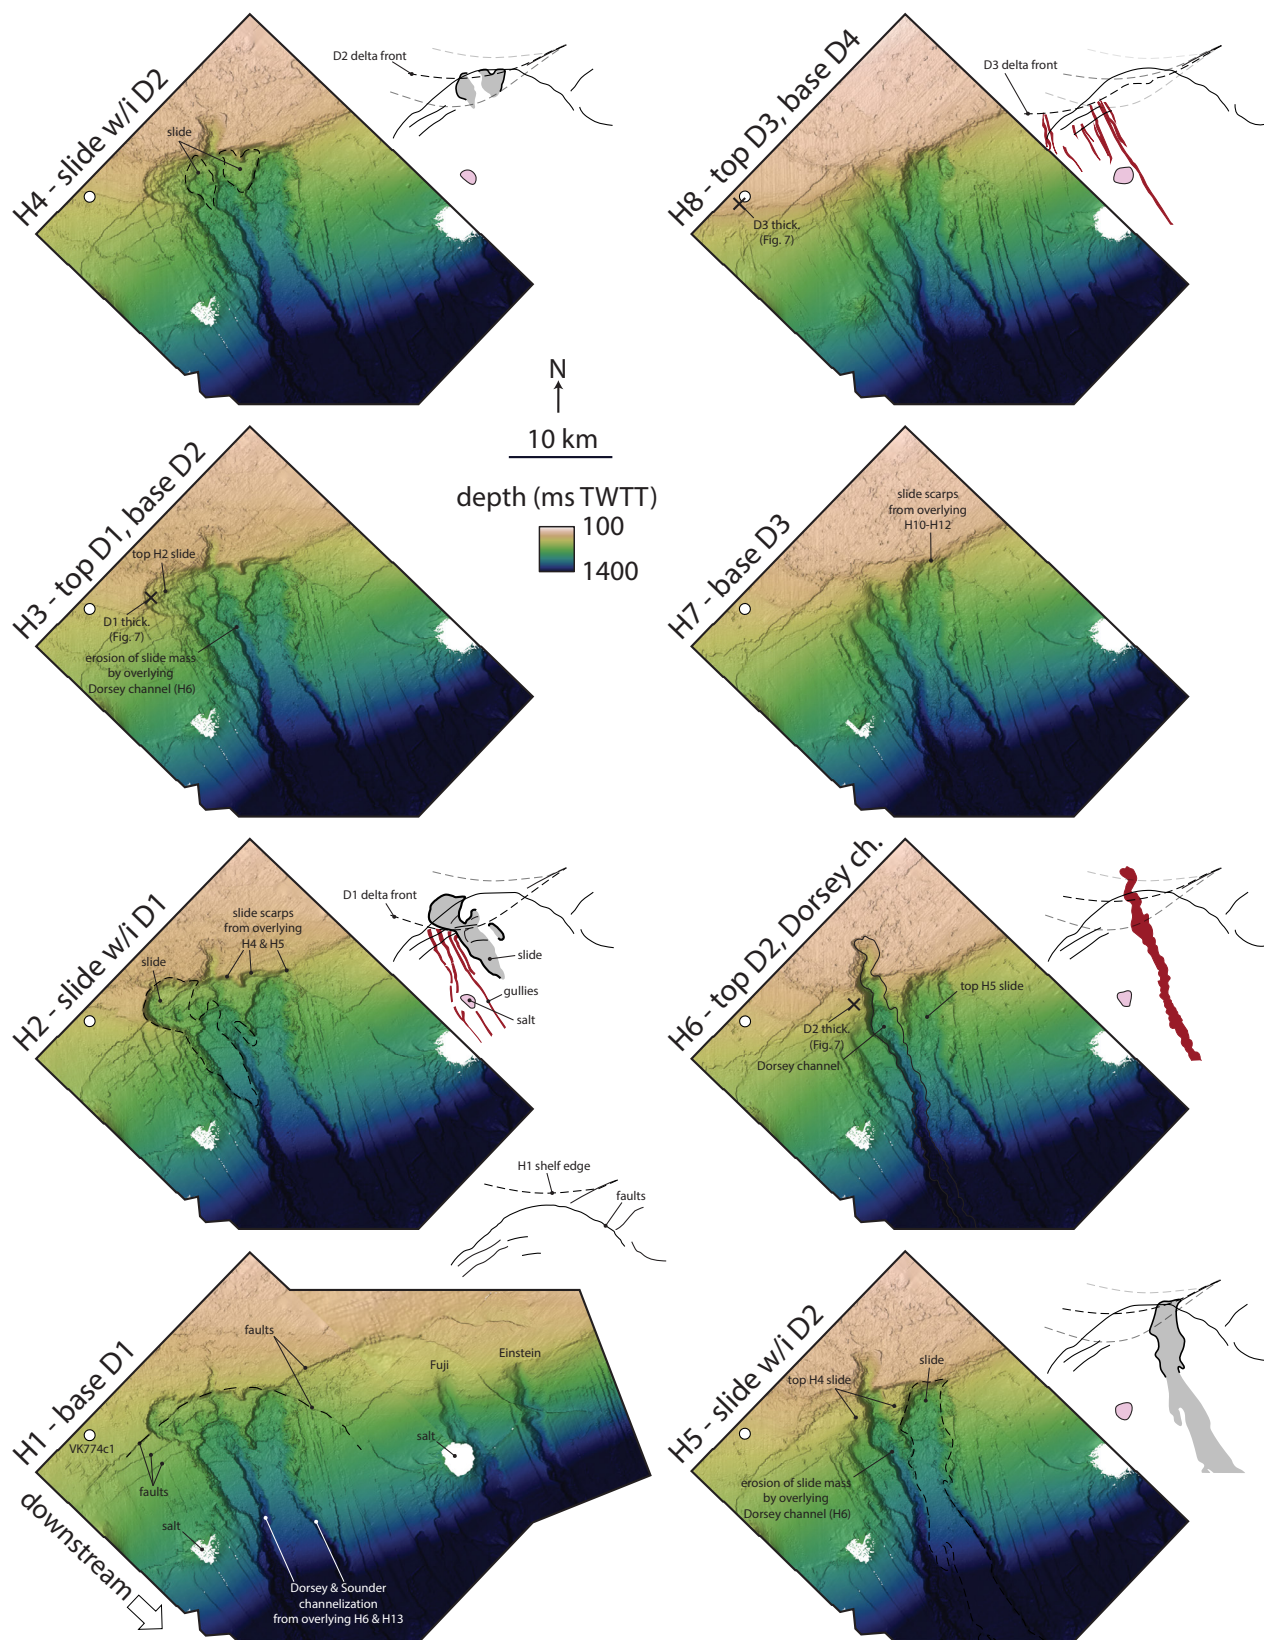 H4 - slide w/i D2
slide
D2 delta front
H8 - top D3, base D4
D3 delta front
D3 thick.
(Fig. 7)
N
10 km
depth (ms TWTT)
100
1400
H3 - top D1, base D2
top H2 slide
D1 thick.
(Fig. 7)
erosion of slide mass
by overlying
Dorsey channel (H6)
H7 - base D3
slide scarps
from overlying
H10-H12
H2 - slide w/i D1
slide
slide scarps
from overlying
H4 & H5
D1 delta front
slide
gullies
salt
H6 - top D2, Dorsey ch.
top H5 slide
D2 thick.
(Fig. 7)
Dorsey channel
H1 shelf edge
faults
H1 - base D1
faults
Fuji
Einstein
VK774c1
faults
salt
salt
downstream
Dorsey & Sounder
channelization
from overlying H6 & H13
H5 - slide w/i D2
slide
top H4 slide
erosion of slide mass
by overlying
Dorsey channel (H6)